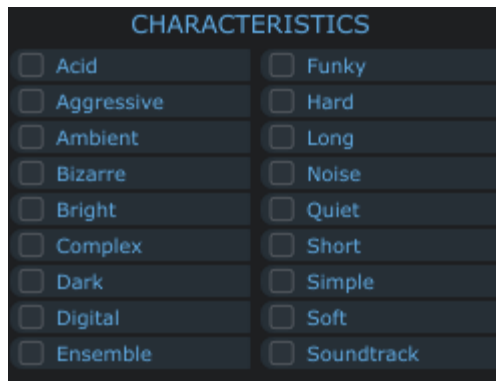 CHARACTERISTICS
Acid
Aggressive
Ambient
Bizarre
Bright
Complex
Dark
Digital
Ensemble
Funky
Hard
Long
Noise
Quiet
Short
Simple
Soft
Soundtrack